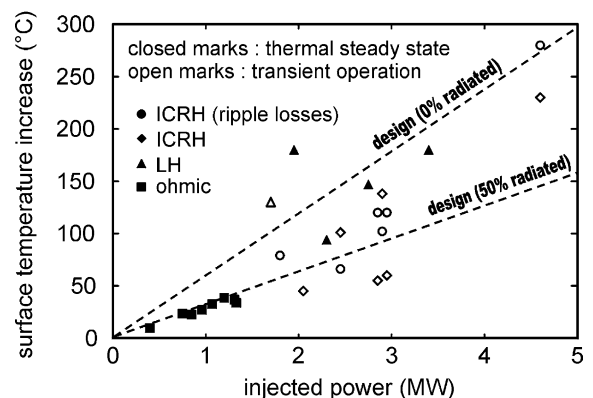 300
250
200
150
100
50
0
surface temperature increase (°C)
closed marks : thermal steady state
open marks : transient operation
ICRH (ripple losses)
ICRH
LH
ohmic
design (0% radiated)
design (50% radiated)
0 1 2 3 4 5
injected power (MW)